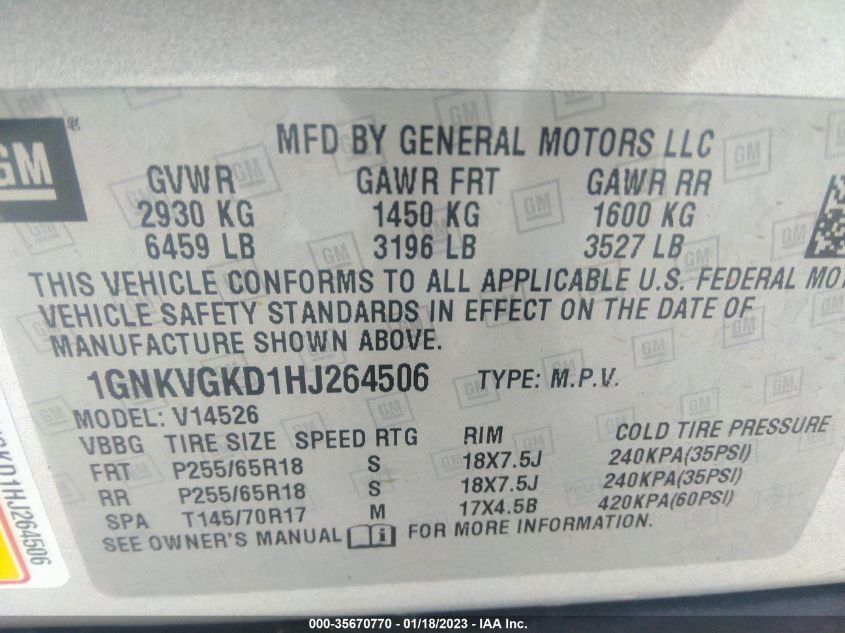 GM ®
MFD BY GENERAL MOTORS LLC
GVWR GAWR FRT GAWR RR
2930 KG 1450 KG 1600 KG
6459 LB 3196 LB 3527 LB
THIS VEHICLE CONFORMS TO ALL APPLICABLE U.S. FEDERAL MOT
VEHICLE SAFETY STANDARDS IN EFFECT ON THE DATE OF
MANUFACTURE SHOWN ABOVE.
1GNKVGKD1HJ264506 TYPE: M.P.V.
MODEL: V14526
VBBG TIRE SIZE SPEED RTG RIM COLD TIRE PRESSURE
FRT P255/65R18 S 18X7.5J 240KPA(35PSI)
RR P255/65R18 S 18X7.5J 240KPA(35PSI)
SPA T145/70R17 M 17X4.5B 420KPA(60PSI)
SEE OWNER'S MANUAL FOR MORE INFORMATION.
KD1HJ264506
000-35670770 / 01/18/2023 - IAA Inc.